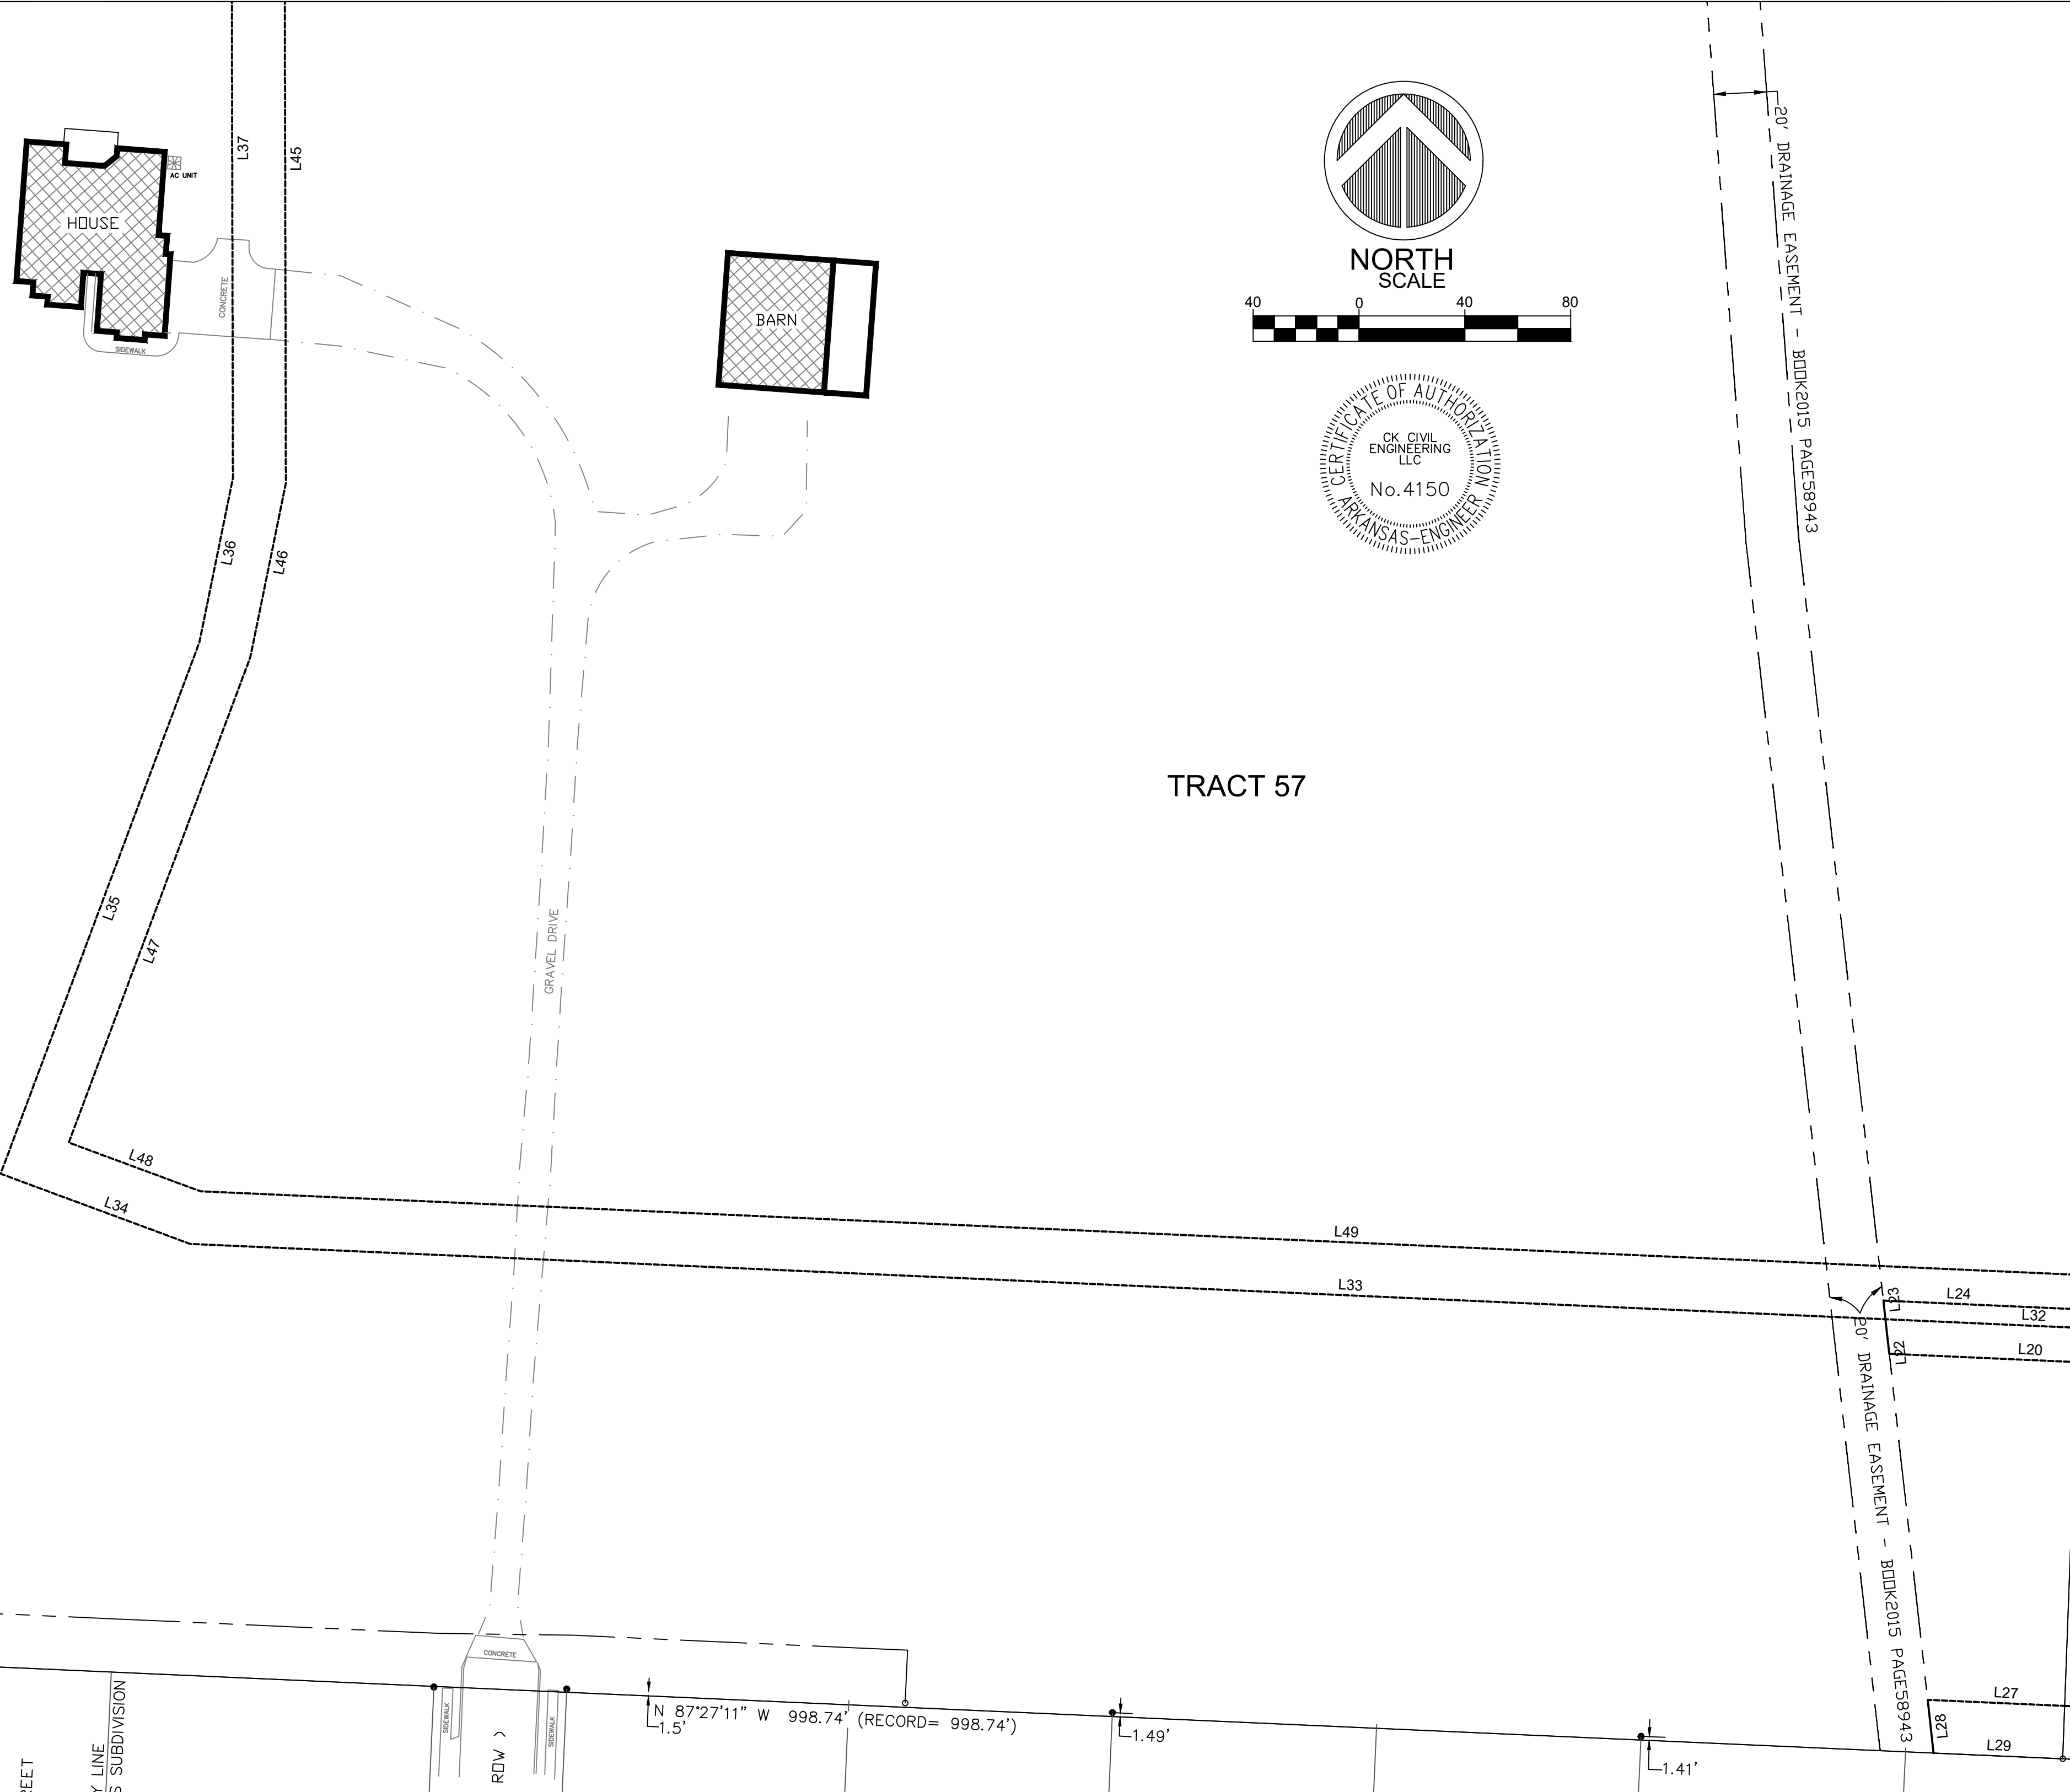 L37
L45
20' DRAINAGE EASEMENT - BOOK2015 PAGE58943
AC UNIT
HOUSE
CONCRETE
SIDEWALK
BARN
NORTH
SCALE
40 0 40 80
CERTIFICATE OF AUTHORIZATION
CK CIVIL
ENGINEERING
LLC
No.4150
ARKANSAS-ENGINEER
L36
L46
TRACT 57
L35
L47
GRAVEL DRIVE
L48
L34
L49
L33
L23
L24
L32
L22
L20
20' DRAINAGE EASEMENT - BOOK2015 PAGE58943
CONCRETE
SIDEWALK
SIDEWALK
ROW )
N 87°27'11" W 998.74' (RECORD= 998.74')
1.5'
1.49'
1.41'
L27
L28
L29
REET
Y LINE
S SUBDIVISION